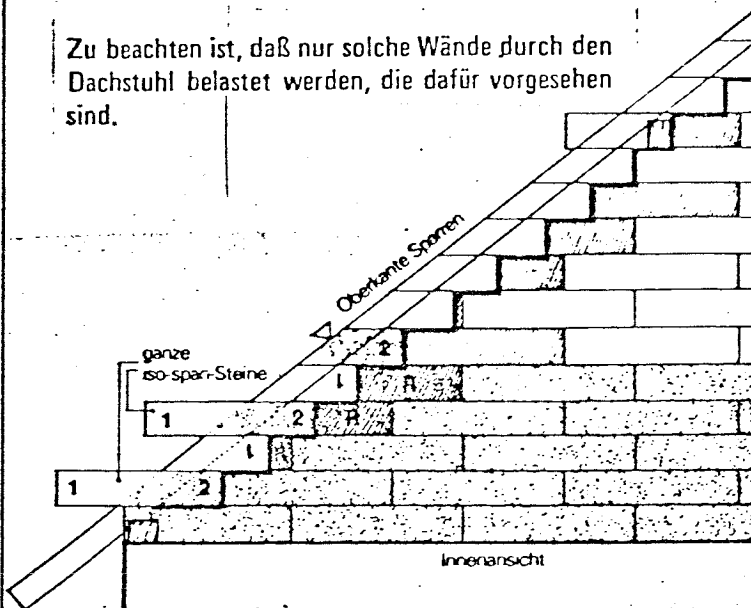 Zu beachten ist, daß nur solche Wände durch den
Dachstuhl belastet werden, die dafür vorgesehen
sind.
Oberkante Sparren
2
ganze
iso-span-Steine
1
R
1
2
R
1
1
2
Innenansicht